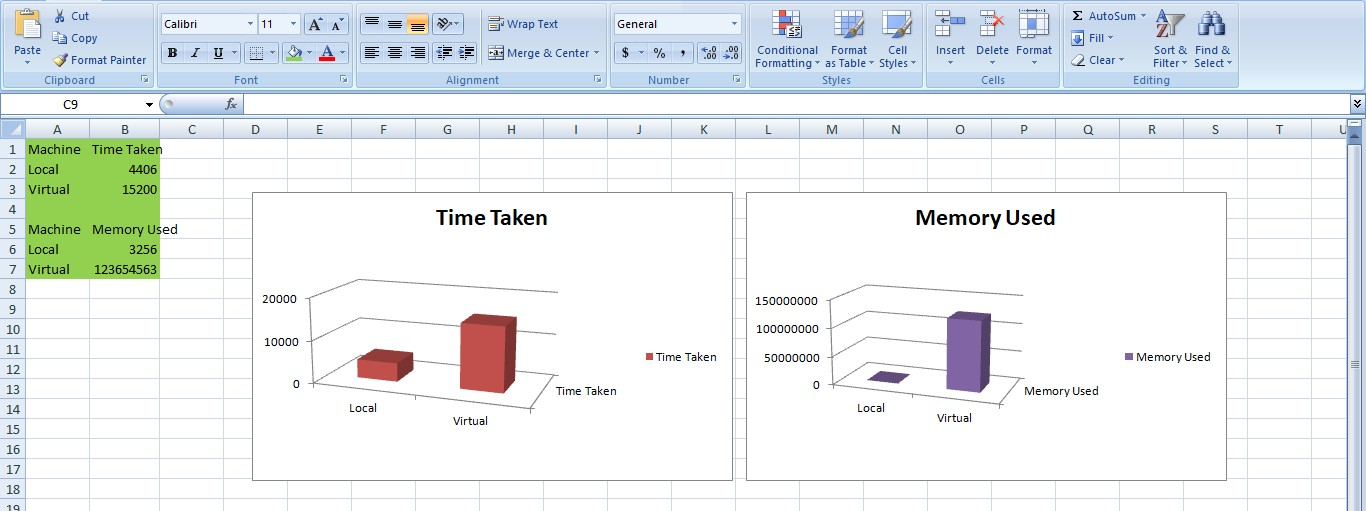 Cut
Copy
Format Painter
Paste
Clipboard
Calibri 11 A A
B I U A
Font
Wrap Text
Merge & Center
Alignment
General
$ % , .00 .00
Number
Conditional Formatting
Format as Table
Cell Styles
Styles
Insert Delete Format
Cells
Σ AutoSum
Fill
Clear
Sort & Filter
Find & Select
Editing
C9 fx
A B C D E F G H I J K L M N O P Q R S T U
1 Machine Time Taken
2 Local 4406
3 Virtual 15200
4
5 Machine Memory Used
6 Local 3256
7 Virtual 123654563
8
9
10
11
12
13
14
15
16
17
18
19
Time Taken
20000
10000
0
Local
Virtual
Time Taken
Time Taken
Memory Used
150000000
100000000
50000000
0
Local
Virtual
Memory Used
Memory Used